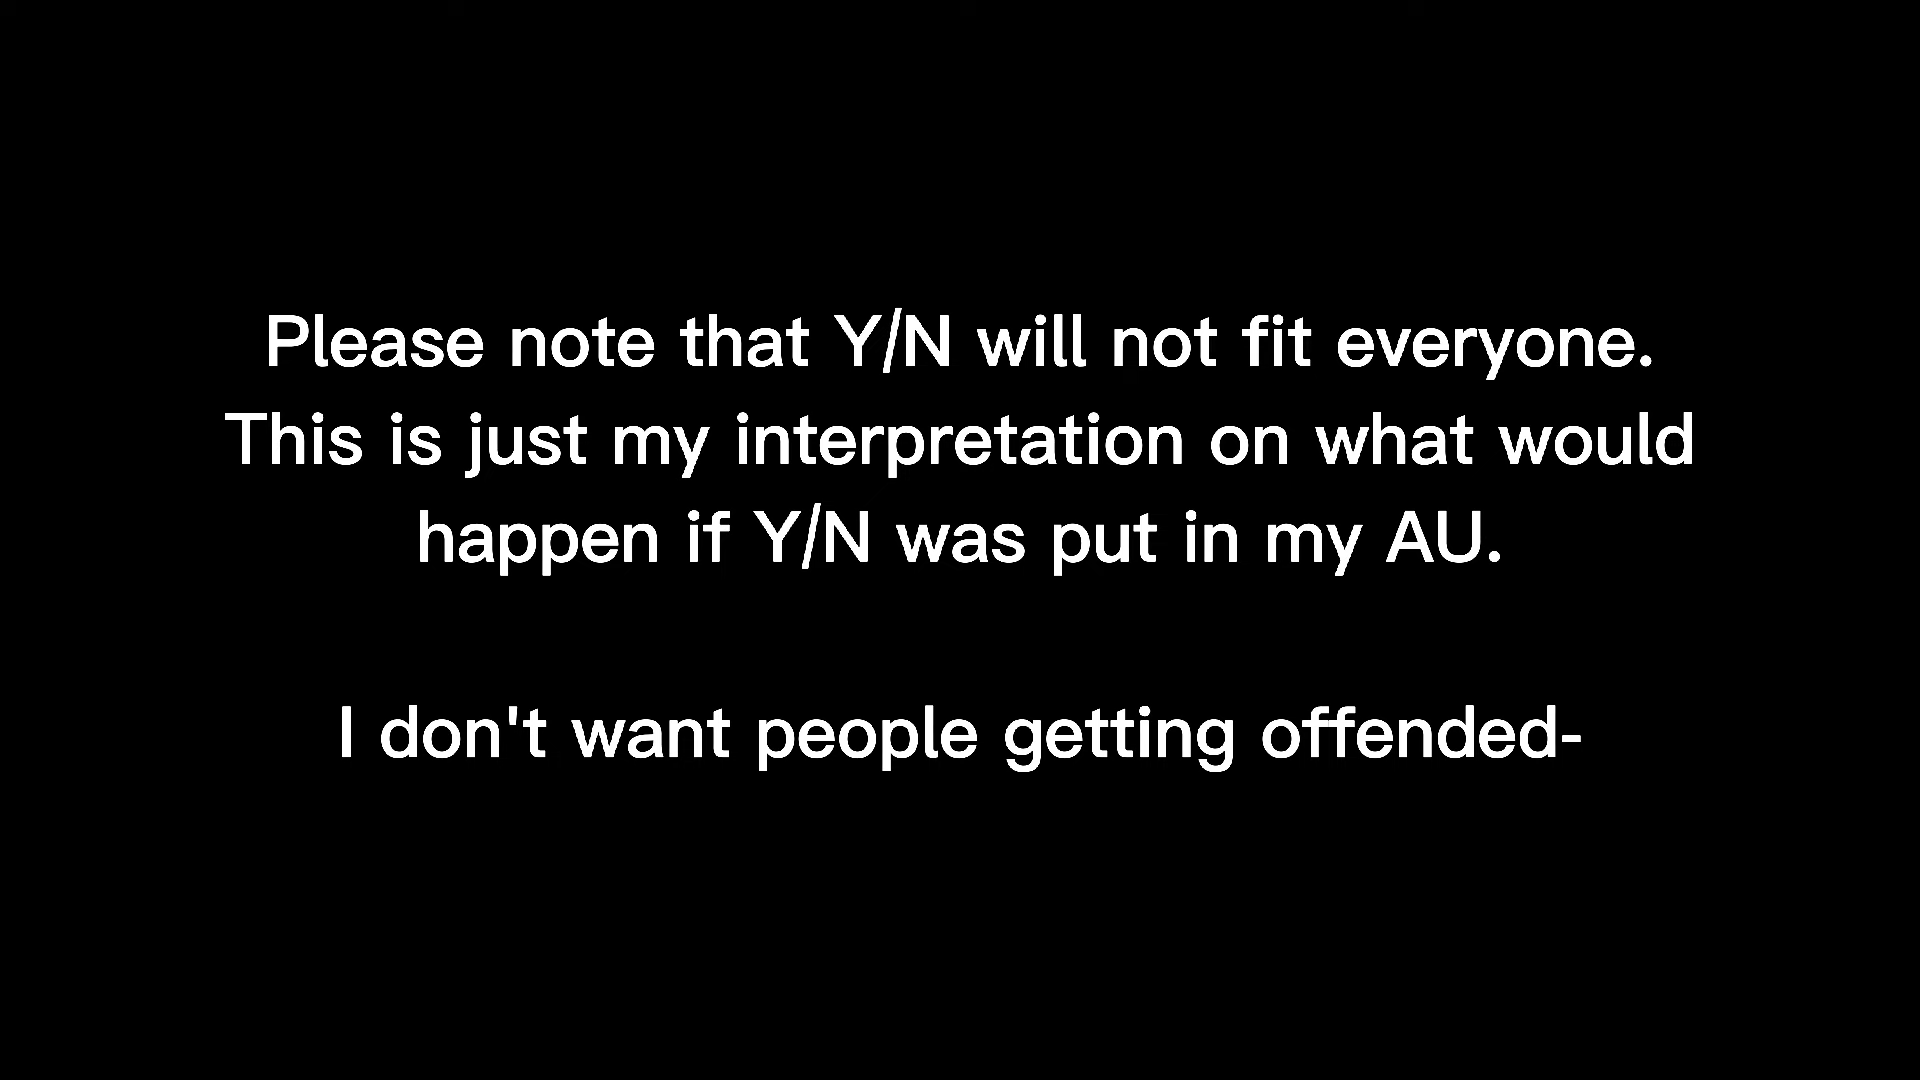 Please note that Y/N will not fit everyone.
This is just my interpretation on what would
happen if Y/N was put in my AU.
I don't want people getting offended-